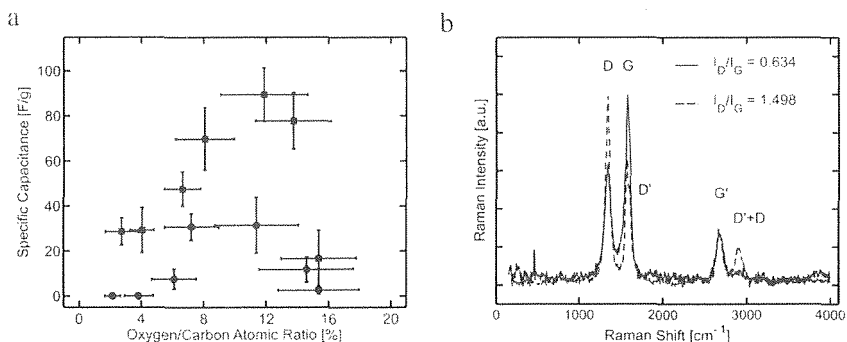 a
Specific Capacitance [F/g]
100
80
60
40
20
0
0 4 8 12 16 20
Oxygen/Carbon Atomic Ratio [%]
b
Raman Intensity [a.u.]
D G
I_D/I_G = 0.634
I_D/I_G = 1.498
D'
G'
D'+D
0 1000 2000 3000 4000
Raman Shift [cm⁻¹]